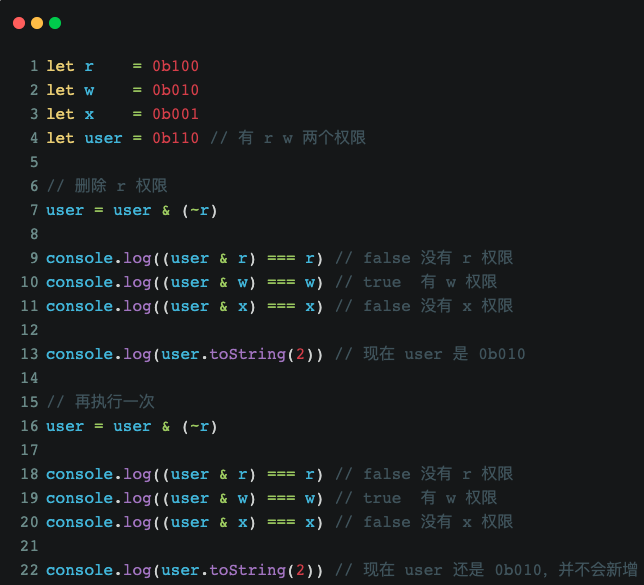 1 let r    = 0b100
2 let w    = 0b010
3 let x    = 0b001
4 let user = 0b110 // 有 r w 两个权限
5
6 // 删除 r 权限
7 user = user & (~r)
8
9 console.log((user & r) === r) // false 没有 r 权限
10 console.log((user & w) === w) // true  有 w 权限
11 console.log((user & x) === x) // false 没有 x 权限
12
13 console.log(user.toString(2)) // 现在 user 是 0b010
14
15 // 再执行一次
16 user = user & (~r)
17
18 console.log((user & r) === r) // false 没有 r 权限
19 console.log((user & w) === w) // true  有 w 权限
20 console.log((user & x) === x) // false 没有 x 权限
21
22 console.log(user.toString(2)) // 现在 user 还是 0b010，并不会新增